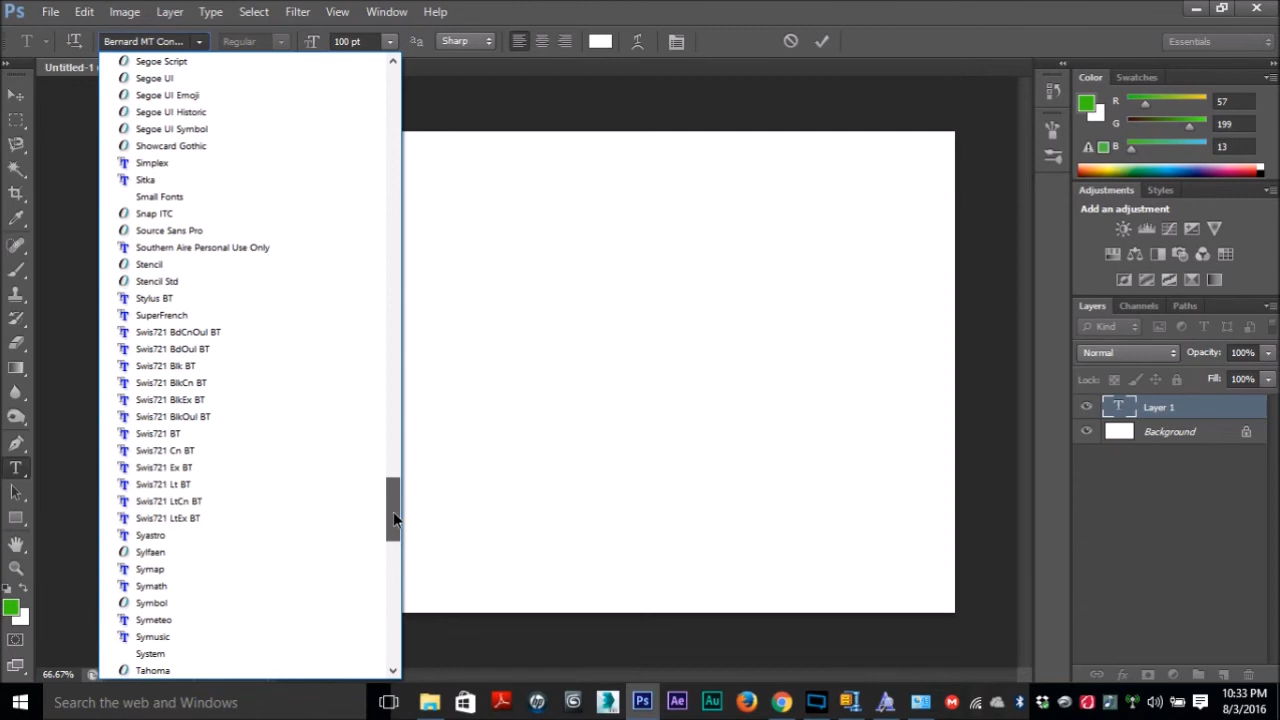 Ps File Edit Image Layer Type Select Filter View Window Help
T Bernard MT Con... Regular 100 pt Sharp Essentials
Untitled-1
Segoe Script
Segoe UI
Segoe UI Emoji
Segoe UI Historic
Segoe UI Symbol
Showcard Gothic
Simplex
Sitka
Small Fonts
Snap ITC
Source Sans Pro
Southern Aire Personal Use Only
Stencil
Stencil Std
Stylus BT
SuperFrench
Swis721 BdCnOul BT
Swis721 BdOul BT
Swis721 Blk BT
Swis721 BlkCn BT
Swis721 BlkEx BT
Swis721 BlkOul BT
Swis721 BT
Swis721 Cn BT
Swis721 Ex BT
Swis721 Lt BT
Swis721 LtCn BT
Swis721 LtEx BT
Syastro
Sylfaen
Symap
Symath
Symbol
Symeteo
Symusic
System
Tahoma
Color Swatches
R 57
G 199
B 13
Adjustments Styles
Add an adjustment
Layers Channels Paths
Kind
Normal Opacity: 100%
Lock: Fill: 100%
T Layer 1
Background
66.67%
Search the web and Windows
Ps Ae Au
10:33 PM
8/3/2016